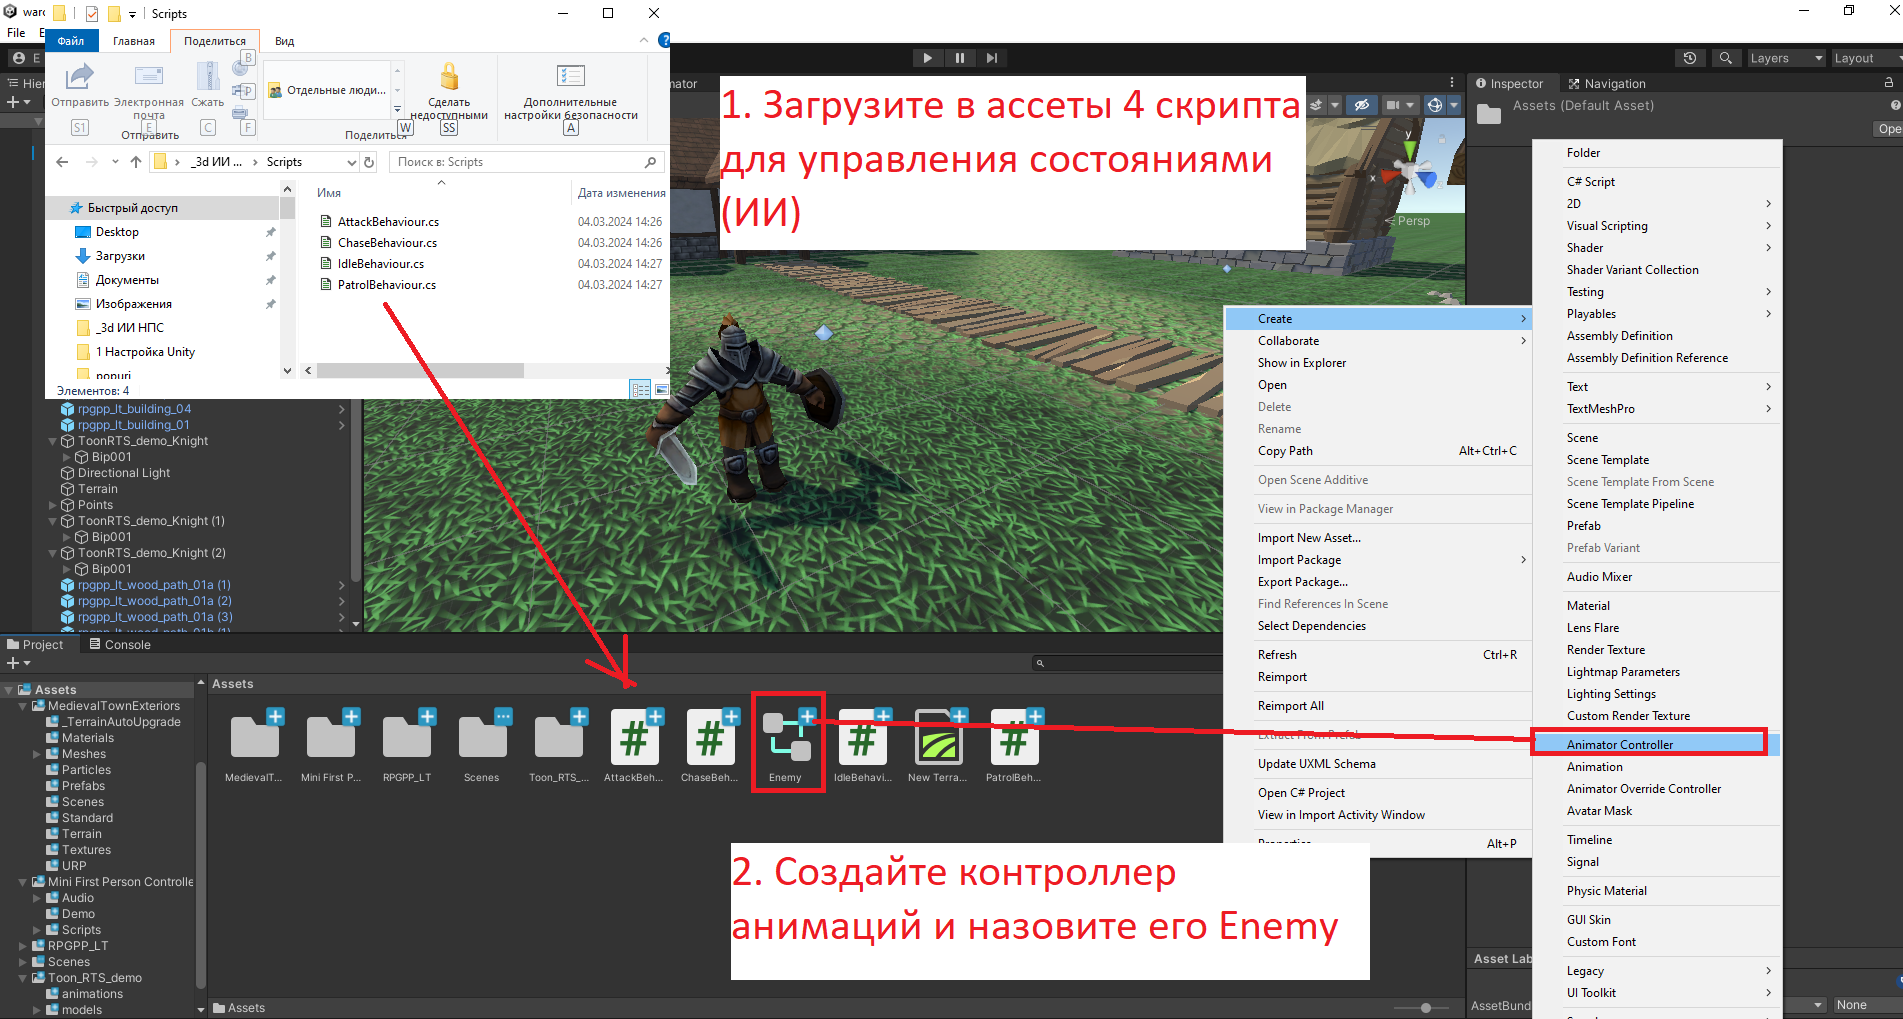 warc
Scripts
File
E
Файл
Главная
Поделиться
Вид
Отправить
Электронная почта
Сжать
B
P
F
S1
E
C
Отправить
Отдельные люди...
W
Поделиться
Сделать недоступными
SS
Дополнительные настройки безопасности
A
_3d ИИ ...
Scripts
Поиск в: Scripts
Имя
Дата изменения
AttackBehaviour.cs 04.03.2024 14:26
ChaseBehaviour.cs 04.03.2024 14:26
IdleBehaviour.cs 04.03.2024 14:27
PatrolBehaviour.cs 04.03.2024 14:27
Быстрый доступ
Desktop
Загрузки
Документы
Изображения
_3d ИИ НПС
1 Настройка Unity
popuri
Элементов: 4
E
Hier
Layers
Layout
nator
1. Загрузите в ассеты 4 скрипта
для управления состояниями
(ИИ)
y
x
Persp
Inspector
Navigation
Assets (Default Asset)
Ope
rpgpp_lt_building_04
rpgpp_lt_building_01
ToonRTS_demo_Knight
Bip001
Directional Light
Terrain
Points
ToonRTS_demo_Knight (1)
Bip001
ToonRTS_demo_Knight (2)
Bip001
rpgpp_lt_wood_path_01a (1)
rpgpp_lt_wood_path_01a (2)
rpgpp_lt_wood_path_01a (3)
rpgpp_lt_wood_path_01b (1)
Create
Collaborate
Show in Explorer
Open
Delete
Rename
Copy Path Alt+Ctrl+C
Open Scene Additive
View in Package Manager
Import New Asset...
Import Package
Export Package...
Find References In Scene
Select Dependencies
Refresh Ctrl+R
Reimport
Reimport All
Extract From Prefab
Update UXML Schema
Open C# Project
View in Import Activity Window
Properties... Alt+P
Folder
C# Script
2D
Visual Scripting
Shader
Shader Variant Collection
Testing
Playables
Assembly Definition
Assembly Definition Reference
Text
TextMeshPro
Scene
Scene Template
Scene Template From Scene
Scene Template Pipeline
Prefab
Prefab Variant
Audio Mixer
Material
Lens Flare
Render Texture
Lightmap Parameters
Lighting Settings
Custom Render Texture
Animator Controller
Animation
Animator Override Controller
Avatar Mask
Timeline
Signal
Physic Material
GUI Skin
Custom Font
Legacy
UI Toolkit
Project
Console
Assets
MedievalTownExteriors
_TerrainAutoUpgrade
Materials
Meshes
Particles
Prefabs
Scenes
Standard
Terrain
Textures
URP
Mini First Person Controlle
Audio
Demo
Scripts
RPGPP_LT
Scenes
Toon_RTS_demo
animations
models
Assets
MedievalT...
Mini First P...
RPGPP_LT
Scenes
Toon_RTS_...
AttackBeh...
ChaseBeh...
Enemy
IdleBehavi...
New Terra...
PatrolBeh...
2. Создайте контроллер
анимаций и назовите его Enemy
Assets
Asset Lab
AssetBund
None